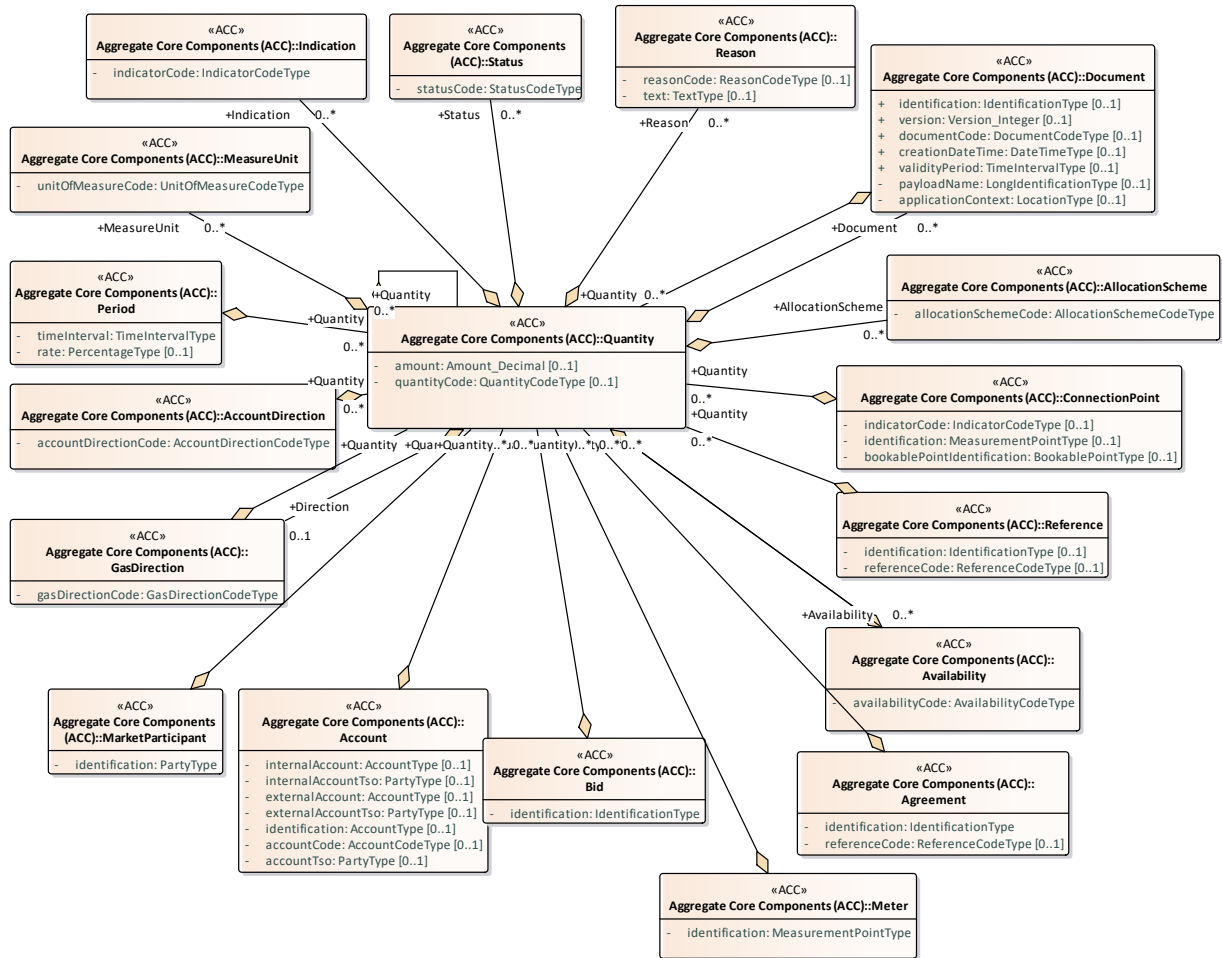 «ACC»
Aggregate Core Components (ACC)::Indication
- indicatorCode: IndicatorCodeType
«ACC»
Aggregate Core Components
(ACC)::Status
- statusCode: StatusCodeType
«ACC»
Aggregate Core Components (ACC)::
Reason
- reasonCode: ReasonCodeType [0..1]
- text: TextType [0..1]
«ACC»
Aggregate Core Components (ACC)::Document
+ identification: IdentificationType [0..1]
+ version: Version_Integer [0..1]
+ documentCode: DocumentCodeType [0..1]
+ creationDateTime: DateTimeType [0..1]
+ validityPeriod: TimeIntervalType [0..1]
- payloadName: LongIdentificationType [0..1]
- applicationContext: LocationType [0..1]
+Indication 0..*
+Status 0..*
+Reason 0..*
«ACC»
Aggregate Core Components (ACC)::MeasureUnit
- unitOfMeasureCode: UnitOfMeasureCodeType
+MeasureUnit 0..*
+Document 0..*
«ACC»
Aggregate Core Components (ACC)::
Period
- timeInterval: TimeIntervalType
- rate: PercentageType [0..1]
«ACC»
Aggregate Core Components (ACC)::AllocationScheme
- allocationSchemeCode: AllocationSchemeCodeType
+Quantity
0..*
+Quantity 0..*
+AllocationScheme
0..*
+Quantity
0..*
«ACC»
Aggregate Core Components (ACC)::Quantity
- amount: Amount_Decimal [0..1]
- quantityCode: QuantityCodeType [0..1]
+Quantity
0..*
+Quantity
0..*
«ACC»
Aggregate Core Components (ACC)::ConnectionPoint
- indicatorCode: IndicatorCodeType [0..1]
- identification: MeasurementPointType [0..1]
- bookablePointIdentification: BookablePointType [0..1]
«ACC»
Aggregate Core Components (ACC)::AccountDirection
- accountDirectionCode: AccountDirectionCodeType
+Quantity
0..*
+Quantity
+Quantity
«ACC»
Aggregate Core Components (ACC)::Reference
- identification: IdentificationType [0..1]
- referenceCode: ReferenceCodeType [0..1]
+Direction
0..1
«ACC»
Aggregate Core Components (ACC)::
GasDirection
- gasDirectionCode: GasDirectionCodeType
+Availability 0..*
«ACC»
Aggregate Core Components (ACC)::
Availability
- availabilityCode: AvailabilityCodeType
«ACC»
Aggregate Core Components
(ACC)::MarketParticipant
- identification: PartyType
«ACC»
Aggregate Core Components (ACC)::
Account
- internalAccount: AccountType [0..1]
- internalAccountTso: PartyType [0..1]
- externalAccount: AccountType [0..1]
- externalAccountTso: PartyType [0..1]
- identification: AccountType [0..1]
- accountCode: AccountCodeType [0..1]
- accountTso: PartyType [0..1]
«ACC»
Aggregate Core Components (ACC)::
Bid
- identification: IdentificationType
«ACC»
Aggregate Core Components (ACC)::
Agreement
- identification: IdentificationType
- referenceCode: ReferenceCodeType [0..1]
«ACC»
Aggregate Core Components (ACC)::Meter
- identification: MeasurementPointType